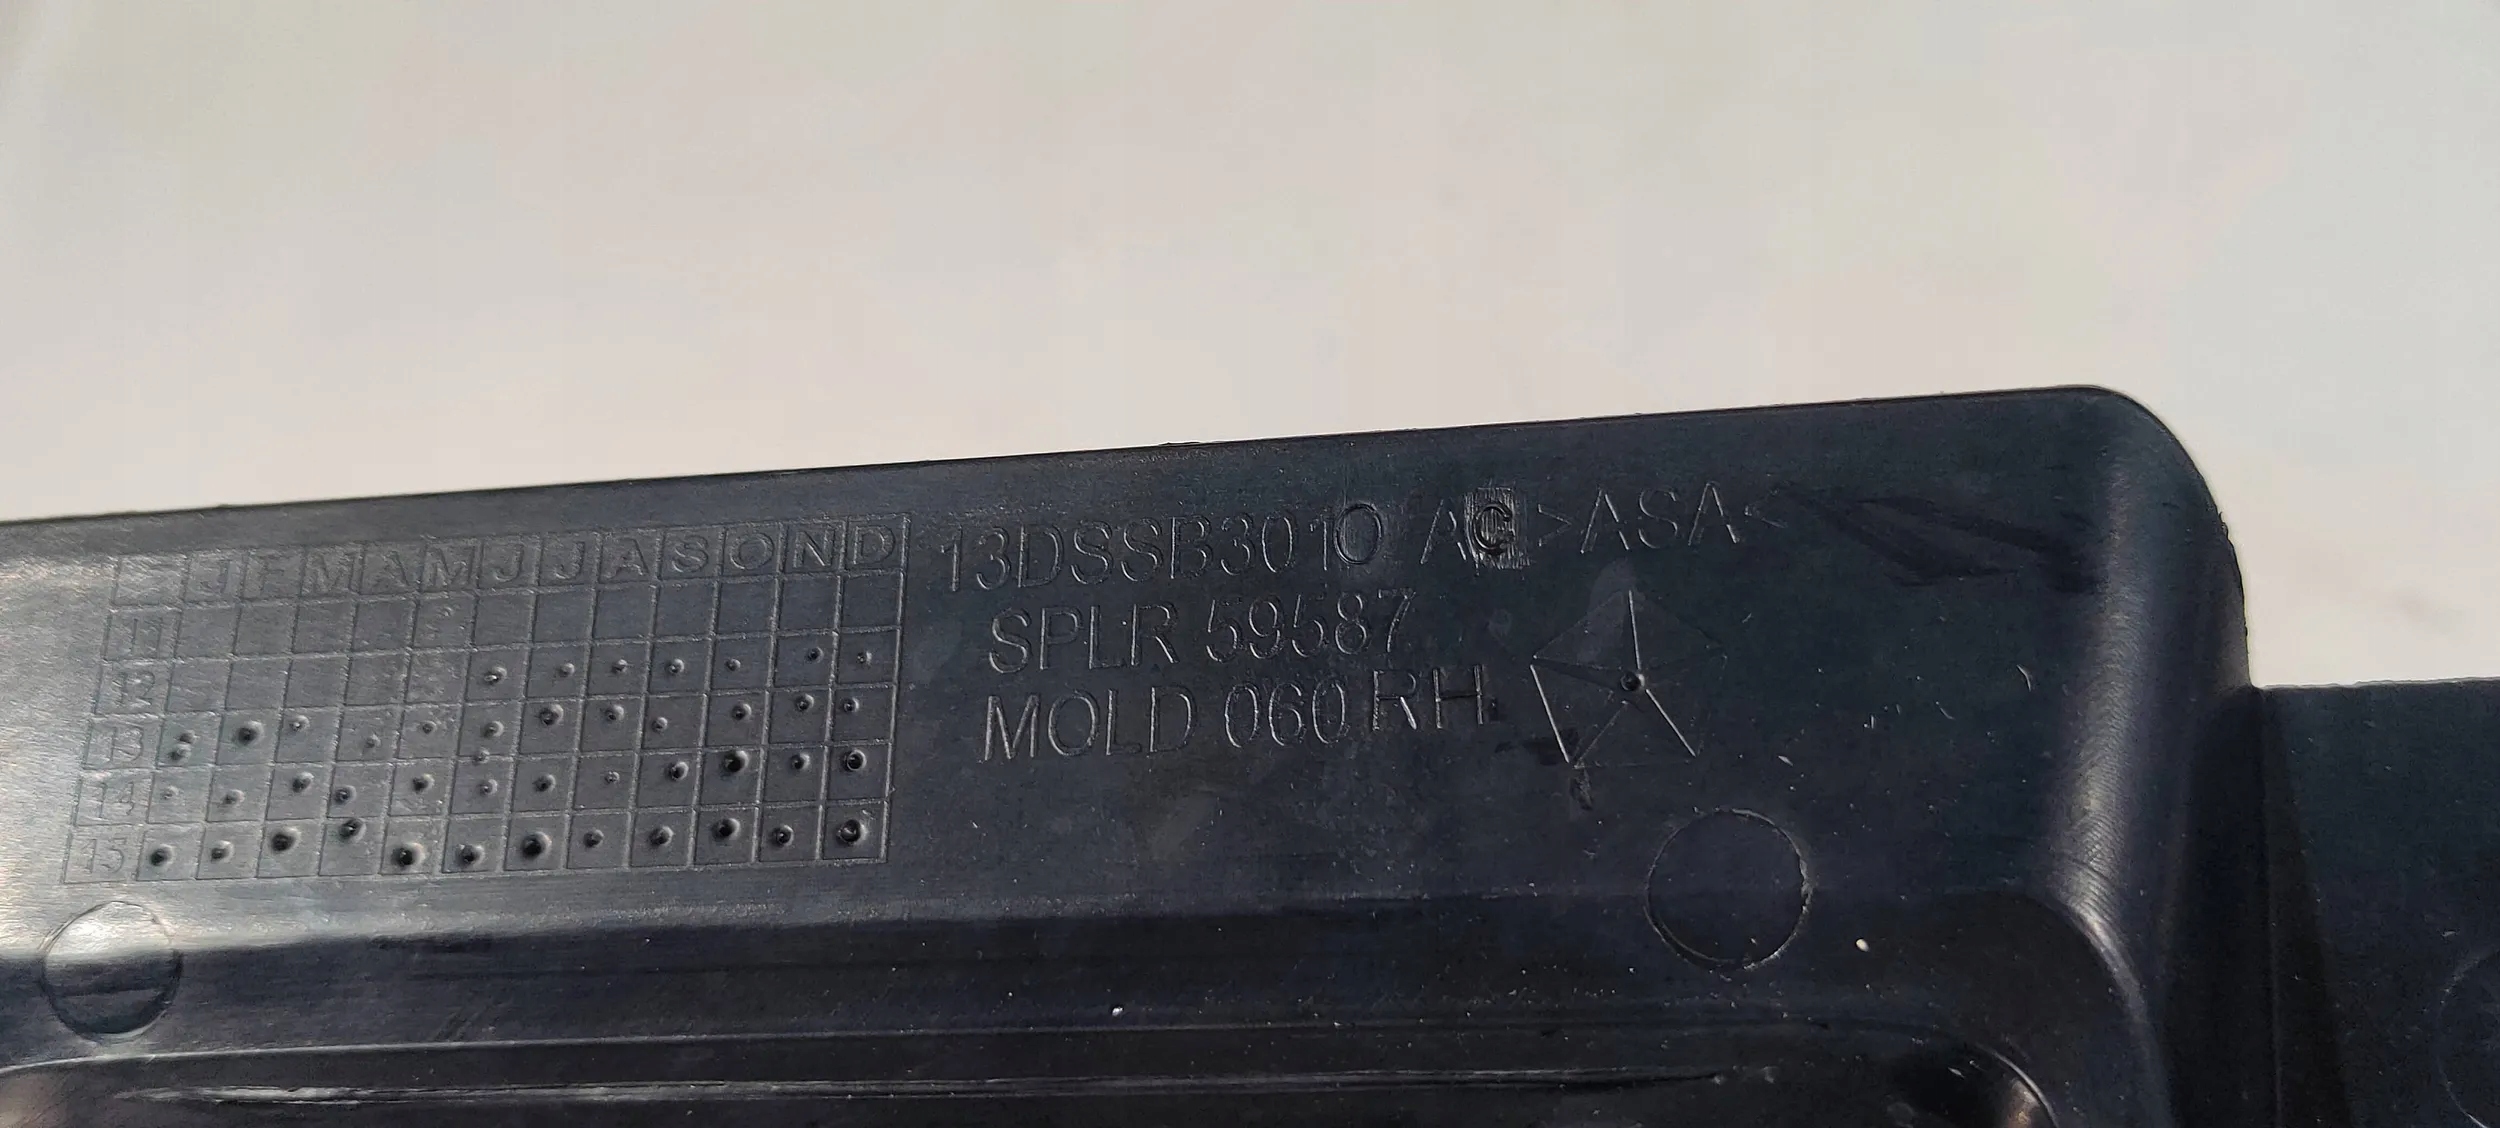 J F M A M J J A S O N D
11
12
13
14
15
13DSSB3010 AC >ASA<
SPLR 59587
MOLD 060 RH